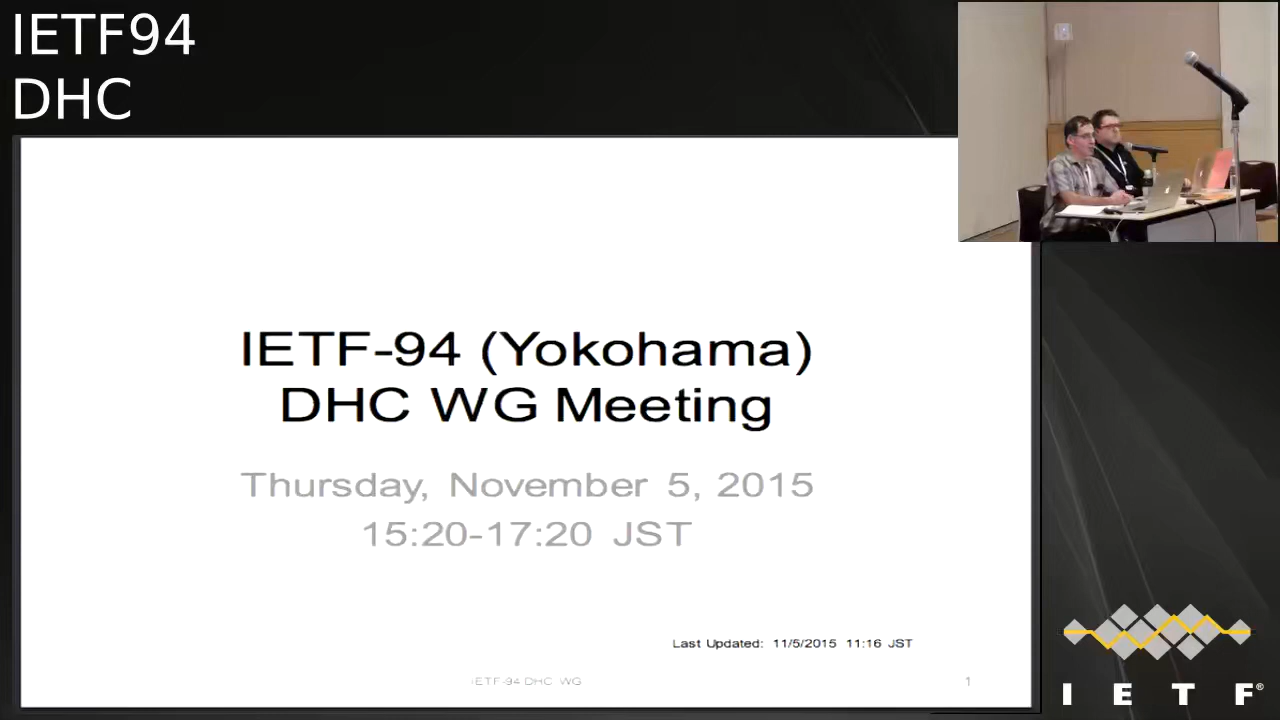 IETF94
DHC
IETF-94 (Yokohama)
DHC WG Meeting
Thursday, November 5, 2015
15:20-17:20 JST
Last Updated: 11/5/2015 11:16 JST
IETF-94 DHC WG
1
I E T F®